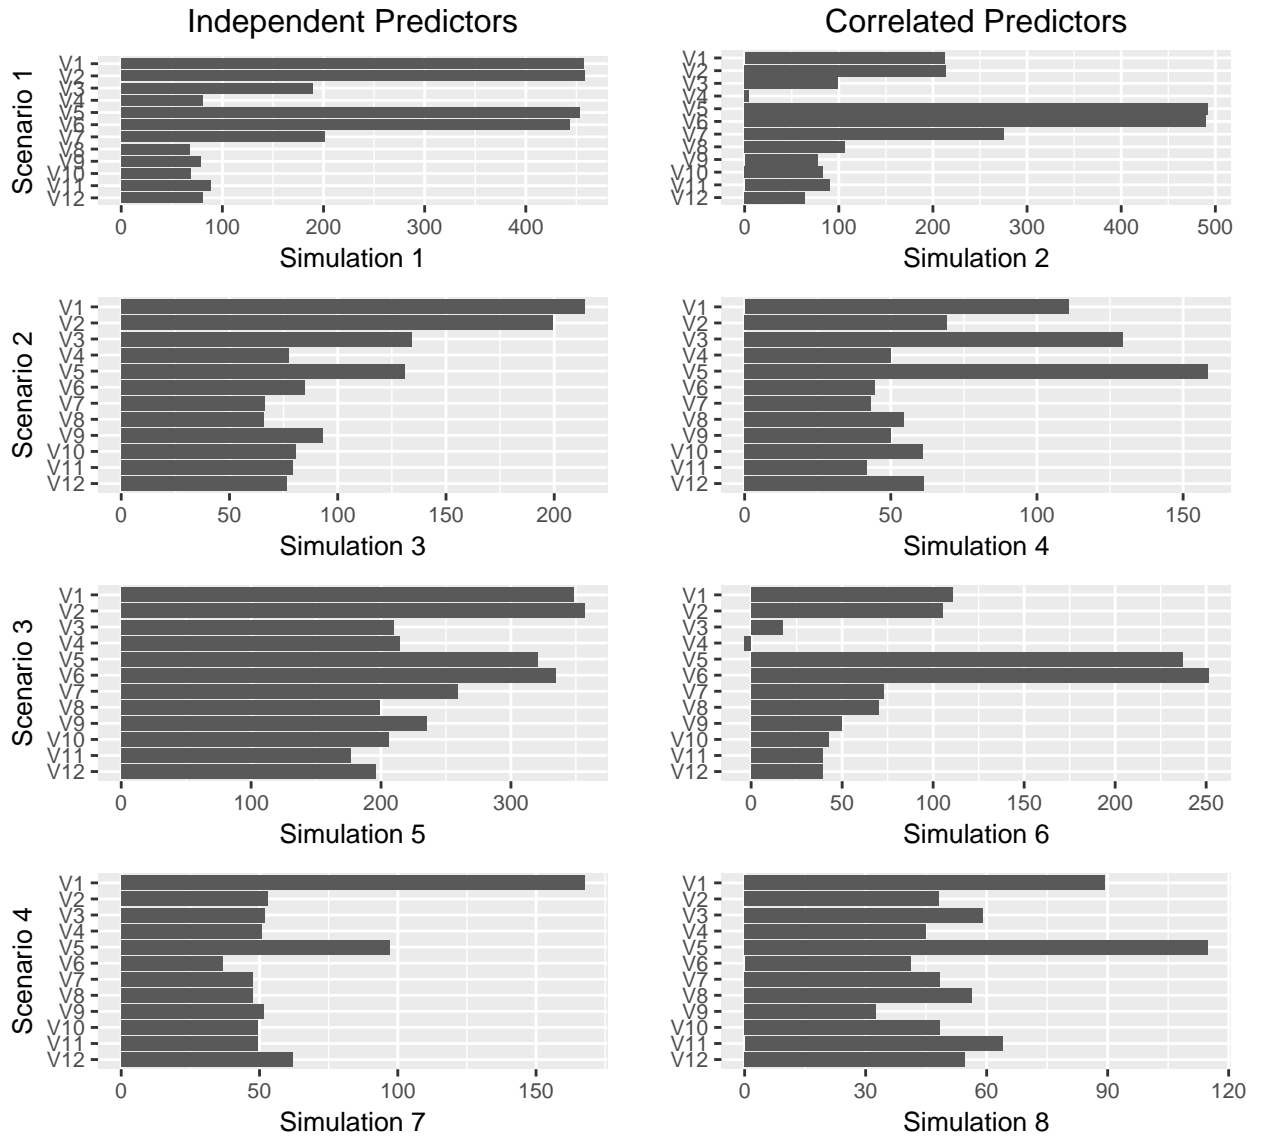 Independent Predictors
Correlated Predictors
Scenario 1
V1
V2
V3
V4
V5
V6
V7
V8
V9
V10
V11
V12
0 100 200 300 400
Simulation 1
V1
V2
V3
V4
V5
V6
V7
V8
V9
V10
V11
V12
0 100 200 300 400 500
Simulation 2
Scenario 2
V1
V2
V3
V4
V5
V6
V7
V8
V9
V10
V11
V12
0 50 100 150 200
Simulation 3
V1
V2
V3
V4
V5
V6
V7
V8
V9
V10
V11
V12
0 50 100 150
Simulation 4
Scenario 3
V1
V2
V3
V4
V5
V6
V7
V8
V9
V10
V11
V12
0 100 200 300
Simulation 5
V1
V2
V3
V4
V5
V6
V7
V8
V9
V10
V11
V12
0 50 100 150 200 250
Simulation 6
Scenario 4
V1
V2
V3
V4
V5
V6
V7
V8
V9
V10
V11
V12
0 50 100 150
Simulation 7
V1
V2
V3
V4
V5
V6
V7
V8
V9
V10
V11
V12
0 30 60 90 120
Simulation 8